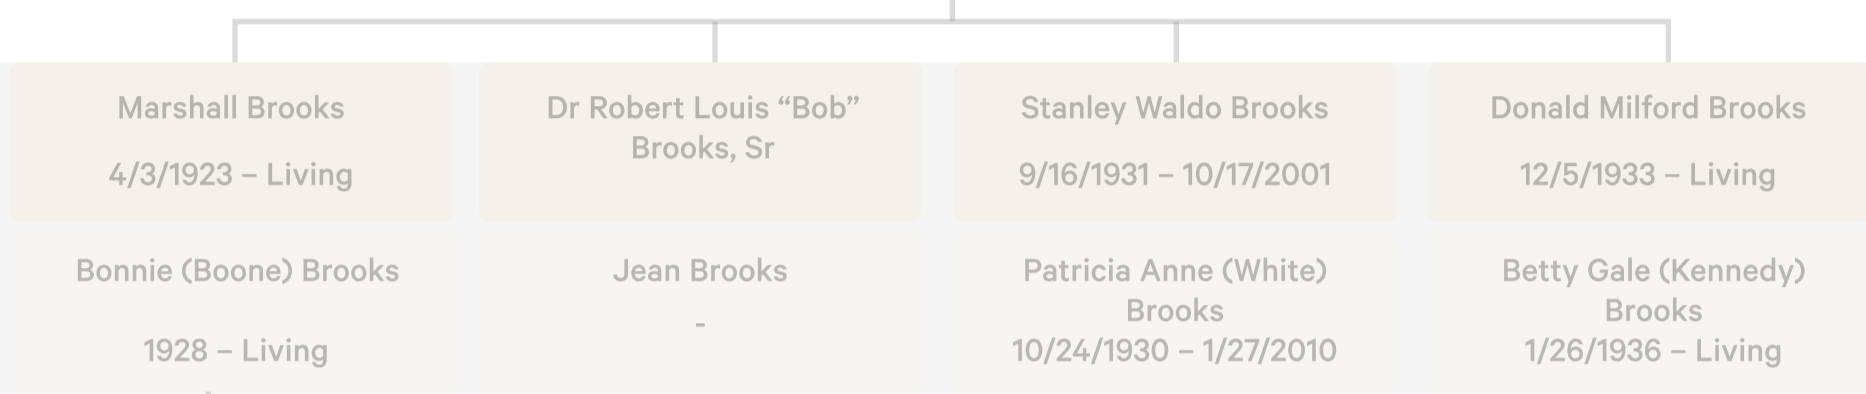 Marshall Brooks
4/3/1923 – Living
Dr Robert Louis “Bob”
Brooks, Sr
Stanley Waldo Brooks
9/16/1931 – 10/17/2001
Donald Milford Brooks
12/5/1933 – Living
Bonnie (Boone) Brooks
1928 – Living
Jean Brooks
-
Patricia Anne (White)
Brooks
10/24/1930 – 1/27/2010
Betty Gale (Kennedy)
Brooks
1/26/1936 – Living